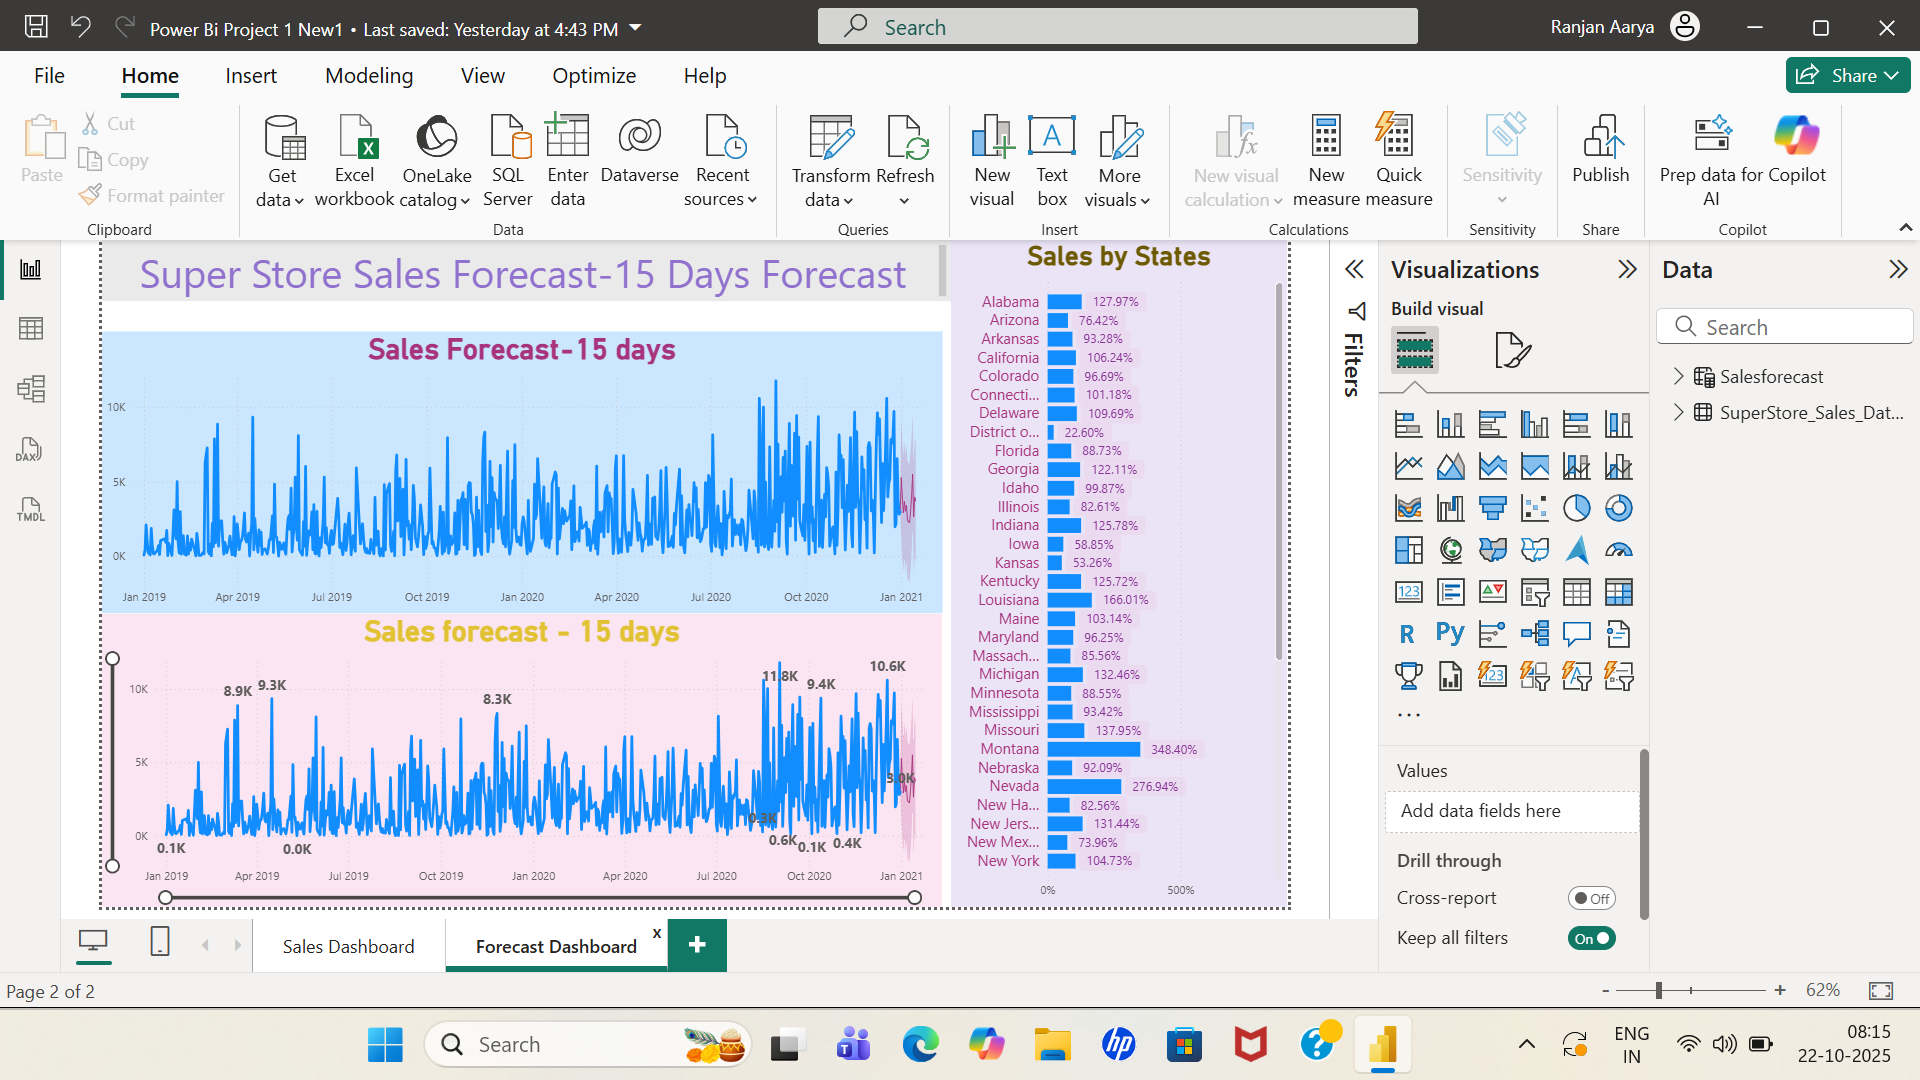 Power Bi Project 1 New1 • Last saved: Yesterday at 4:43 PM
Search
Ranjan Aarya
File Home Insert Modeling View Optimize Help
Share
Paste
Cut
Copy
Format painter
Clipboard
Get data
Excel workbook
OneLake catalog
SQL Server
Enter data
Dataverse
Recent sources
Data
Transform data
Refresh
Queries
New visual
Text box
More visuals
Insert
New visual calculation
New measure
Quick measure
Calculations
Sensitivity
Sensitivity
Publish
Share
Prep data for AI
Copilot
Copilot
Super Store Sales Forecast-15 Days Forecast
Sales Forecast-15 days
10K
5K
0K
Jan 2019 Apr 2019 Jul 2019 Oct 2019 Jan 2020 Apr 2020 Jul 2020 Oct 2020 Jan 2021
Sales forecast - 15 days
10K
5K
0K
8.9K
9.3K
8.3K
11.8K
9.4K
10.6K
3.0K
0.3K
0.1K
0.0K
0.6K
0.1K
0.4K
Jan 2019 Apr 2019 Jul 2019 Oct 2019 Jan 2020 Apr 2020 Jul 2020 Oct 2020 Jan 2021
Sales by States
Alabama 127.97%
Arizona 76.42%
Arkansas 93.28%
California 106.24%
Colorado 96.69%
Connecti... 101.18%
Delaware 109.69%
District o... 22.60%
Florida 88.73%
Georgia 122.11%
Idaho 99.87%
Illinois 82.61%
Indiana 125.78%
Iowa 58.85%
Kansas 53.26%
Kentucky 125.72%
Louisiana 166.01%
Maine 103.14%
Maryland 96.25%
Massach... 85.56%
Michigan 132.46%
Minnesota 88.55%
Mississippi 93.42%
Missouri 137.95%
Montana 348.40%
Nebraska 92.09%
Nevada 276.94%
New Ha... 82.56%
New Jers... 131.44%
New Mex... 73.96%
New York 104.73%
0% 500%
Filters
Visualizations
Build visual
123
R
Py
123
Values
Add data fields here
Drill through
Cross-report
Off
Keep all filters
On
Data
Search
Salesforecast
SuperStore_Sales_Dat...
DAX
TMDL
Sales Dashboard
Forecast Dashboard
x
+
Page 2 of 2
- + 62%
Search
ENG
IN
08:15
22-10-2025